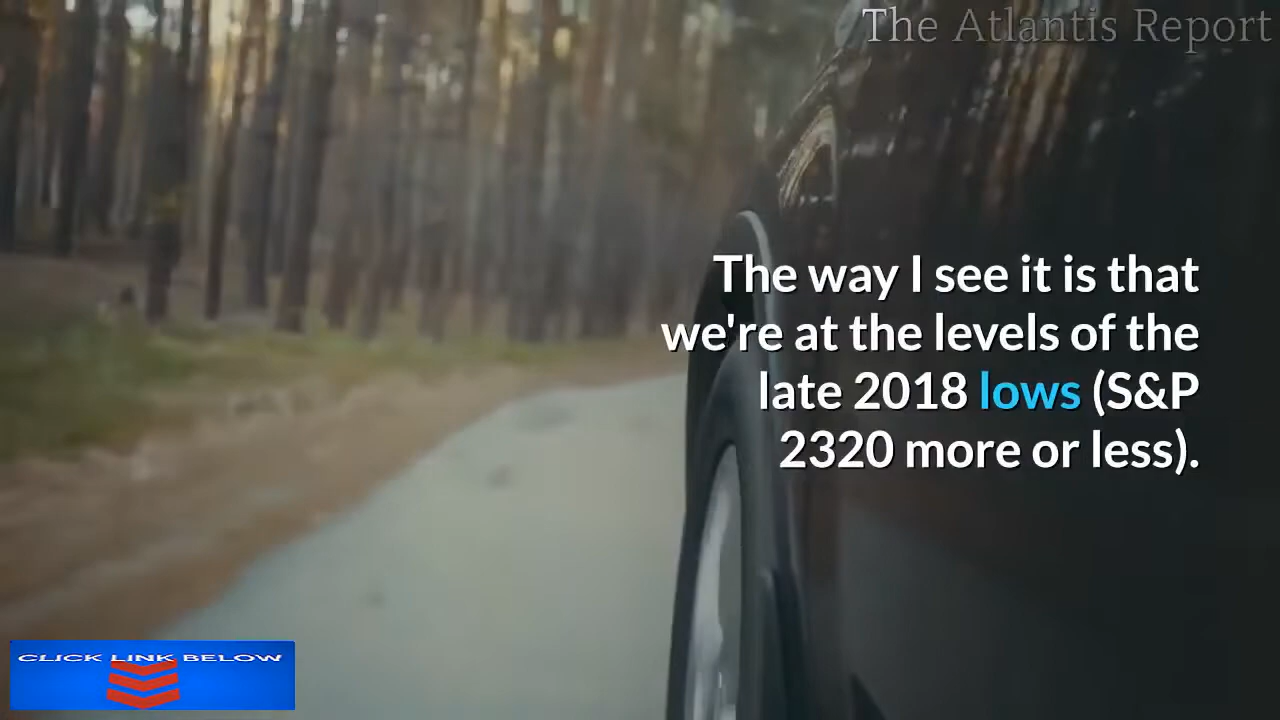 The Atlantis Report
The way I see it is that
we're at the levels of the
late 2018 lows (S&P
2320 more or less).
CLICK LINK BELOW